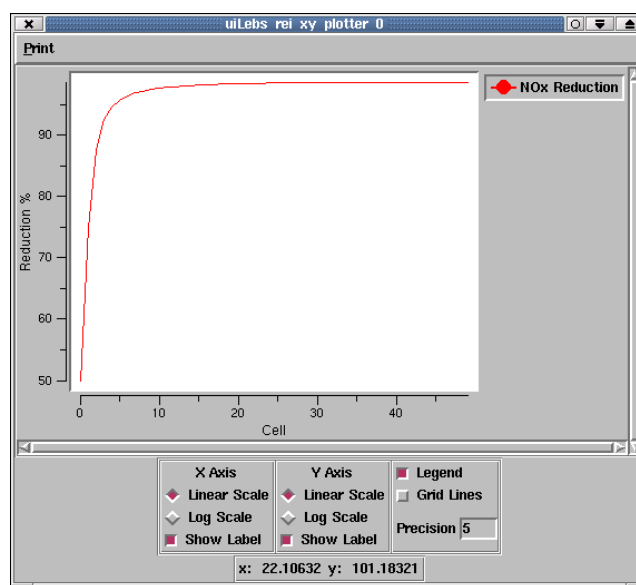 uiLebs rei xy plotter 0
Print
NOx Reduction
90
80
70
60
50
Reduction %
0 10 20 30 40
Cell
X Axis Y Axis Legend
Linear Scale Linear Scale Grid Lines
Log Scale Log Scale Precision 5
Show Label Show Label
x: 22.10632 y: 101.18321